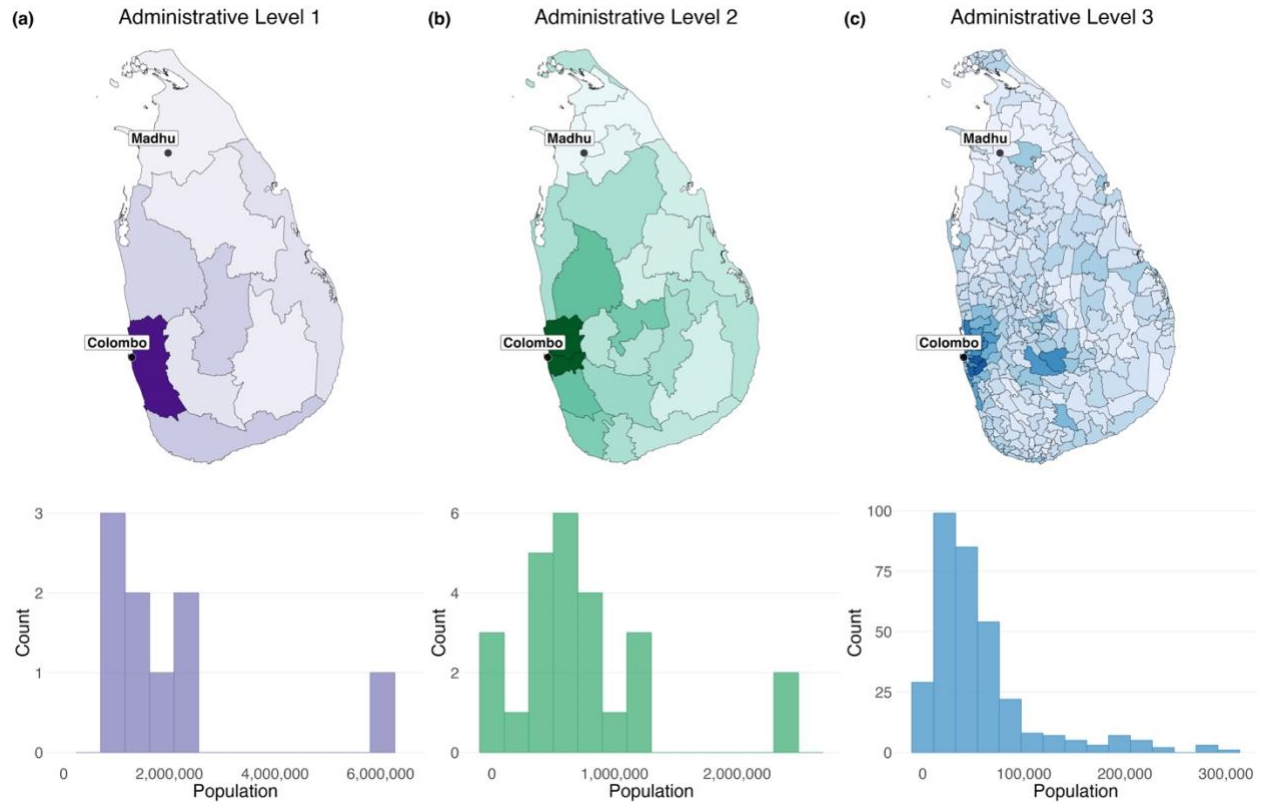 (a) Administrative Level 1
(b) Administrative Level 2
(c) Administrative Level 3
Madhu
Madhu
Madhu
Colombo
Colombo
Colombo
3
2
1
0
Count
0 2,000,000 4,000,000 6,000,000
Population
6
4
2
0
Count
0 1,000,000 2,000,000
Population
100
75
50
25
0
Count
0 100,000 200,000 300,000
Population